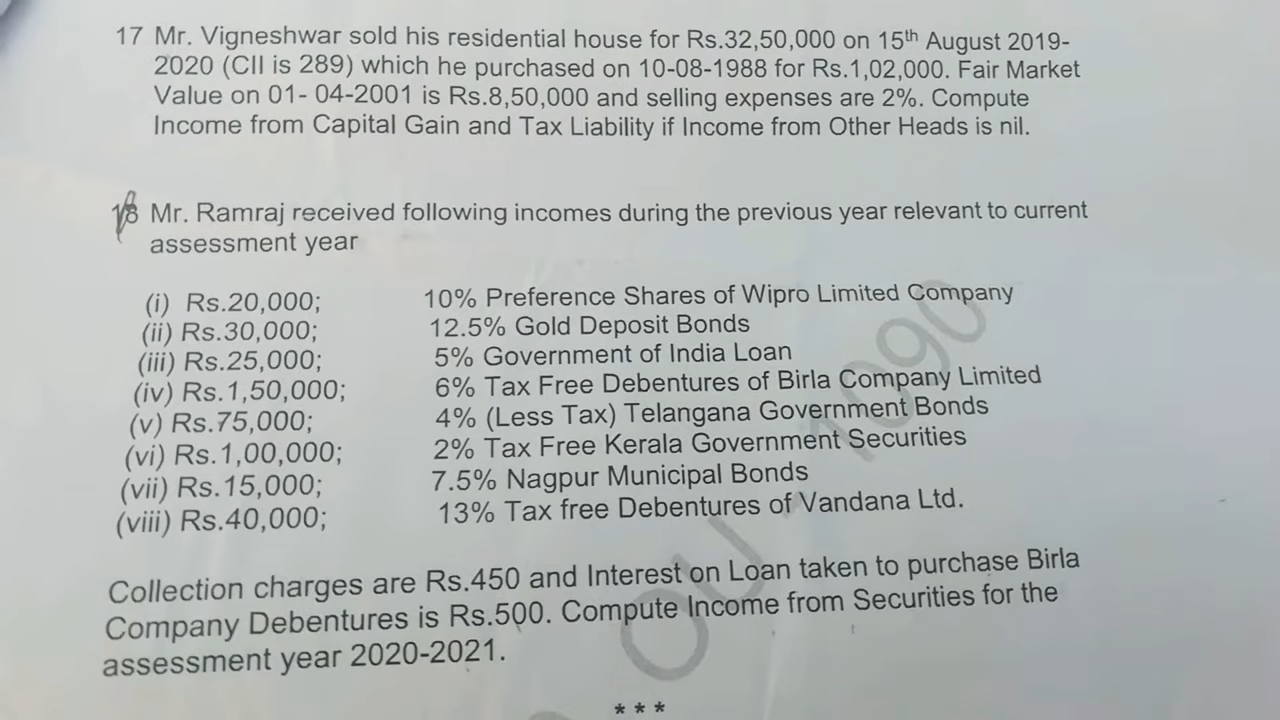 17 Mr. Vigneshwar sold his residential house for Rs.32,50,000 on 15th August 2019-
2020 (CII is 289) which he purchased on 10-08-1988 for Rs.1,02,000. Fair Market
Value on 01- 04-2001 is Rs.8,50,000 and selling expenses are 2%. Compute
Income from Capital Gain and Tax Liability if Income from Other Heads is nil.
18 Mr. Ramraj received following incomes during the previous year relevant to current
assessment year
(i) Rs.20,000; 10% Preference Shares of Wipro Limited Company
(ii) Rs.30,000; 12.5% Gold Deposit Bonds
(iii) Rs.25,000; 5% Government of India Loan
(iv) Rs.1,50,000; 6% Tax Free Debentures of Birla Company Limited
(v) Rs.75,000; 4% (Less Tax) Telangana Government Bonds
(vi) Rs.1,00,000; 2% Tax Free Kerala Government Securities
(vii) Rs.15,000; 7.5% Nagpur Municipal Bonds
(viii) Rs.40,000; 13% Tax free Debentures of Vandana Ltd.
Collection charges are Rs.450 and Interest on Loan taken to purchase Birla
Company Debentures is Rs.500. Compute Income from Securities for the
assessment year 2020-2021.
OU - 1090
* * *